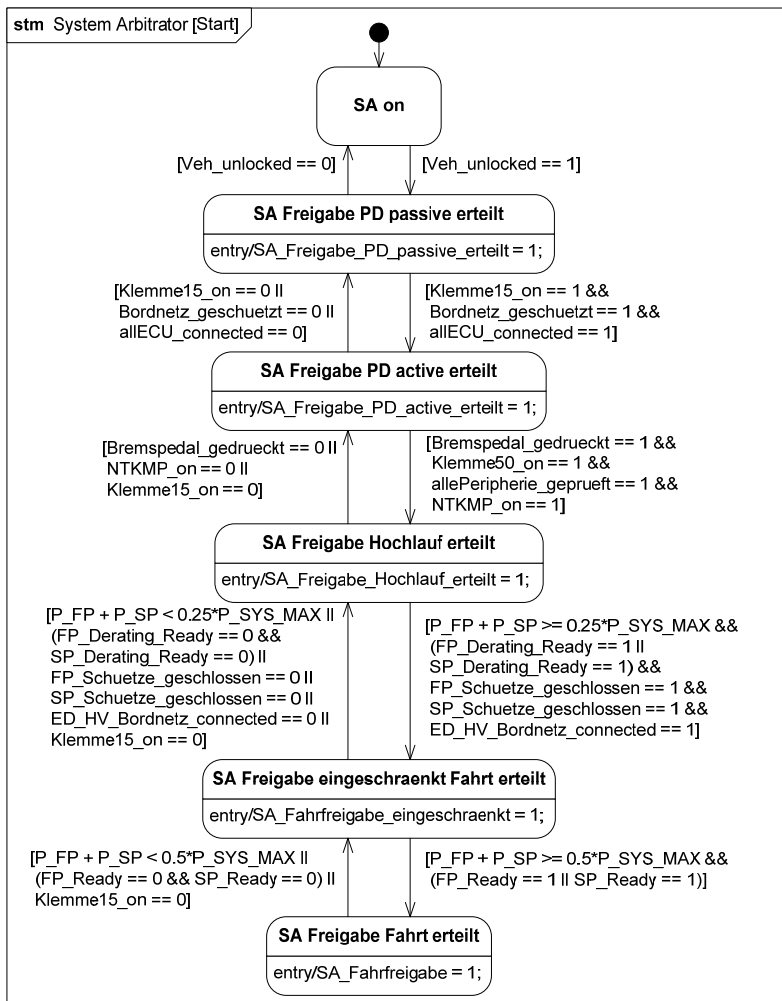 stm System Arbitrator [Start]
SA on
[Veh_unlocked == 0]
[Veh_unlocked == 1]
SA Freigabe PD passive erteilt
entry/SA_Freigabe_PD_passive_erteilt = 1;
[Klemme15_on == 0 ||
Bordnetz_geschuetzt == 0 ||
allECU_connected == 0]
[Klemme15_on == 1 &&
Bordnetz_geschuetzt == 1 &&
allECU_connected == 1]
SA Freigabe PD active erteilt
entry/SA_Freigabe_PD_active_erteilt = 1;
[Bremspedal_gedrueckt == 0 ||
NTKMP_on == 0 ||
Klemme15_on == 0]
[Bremspedal_gedrueckt == 1 &&
Klemme50_on == 1 &&
allePeripherie_geprueft == 1 &&
NTKMP_on == 1]
SA Freigabe Hochlauf erteilt
entry/SA_Freigabe_Hochlauf_erteilt = 1;
[P_FP + P_SP < 0.25*P_SYS_MAX ||
(FP_Derating_Ready == 0 &&
SP_Derating_Ready == 0) ||
FP_Schuetze_geschlossen == 0 ||
SP_Schuetze_geschlossen == 0 ||
ED_HV_Bordnetz_connected == 0 ||
Klemme15_on == 0]
[P_FP + P_SP >= 0.25*P_SYS_MAX &&
(FP_Derating_Ready == 1 ||
SP_Derating_Ready == 1) &&
FP_Schuetze_geschlossen == 1 &&
SP_Schuetze_geschlossen == 1 &&
ED_HV_Bordnetz_connected == 1]
SA Freigabe eingeschraenkt Fahrt erteilt
entry/SA_Fahrfreigabe_eingeschraenkt = 1;
[P_FP + P_SP < 0.5*P_SYS_MAX ||
(FP_Ready == 0 && SP_Ready == 0) ||
Klemme15_on == 0]
[P_FP + P_SP >= 0.5*P_SYS_MAX &&
(FP_Ready == 1 || SP_Ready == 1)]
SA Freigabe Fahrt erteilt
entry/SA_Fahrfreigabe = 1;